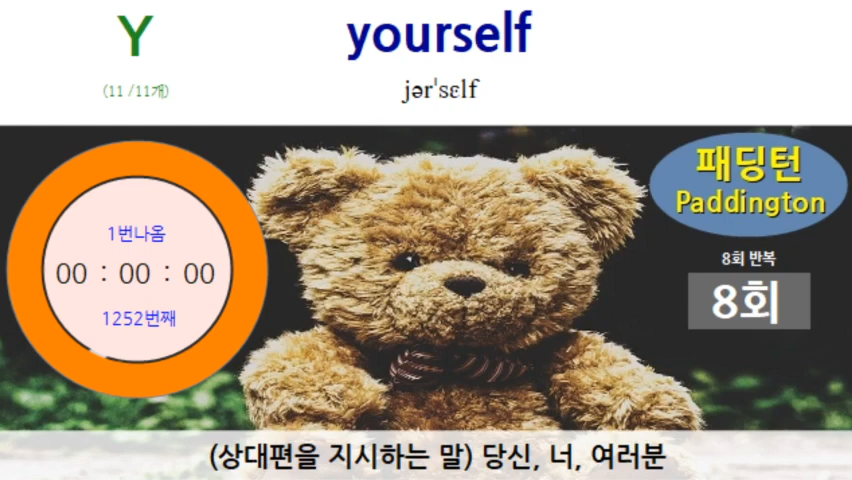 Y
(11 /11개)
yourself
jərˈsɛlf
1번나옴
00 : 00 : 00
1252번째
패딩턴
Paddington
8회 반복
8회
(상대편을 지시하는 말) 당신, 너, 여러분